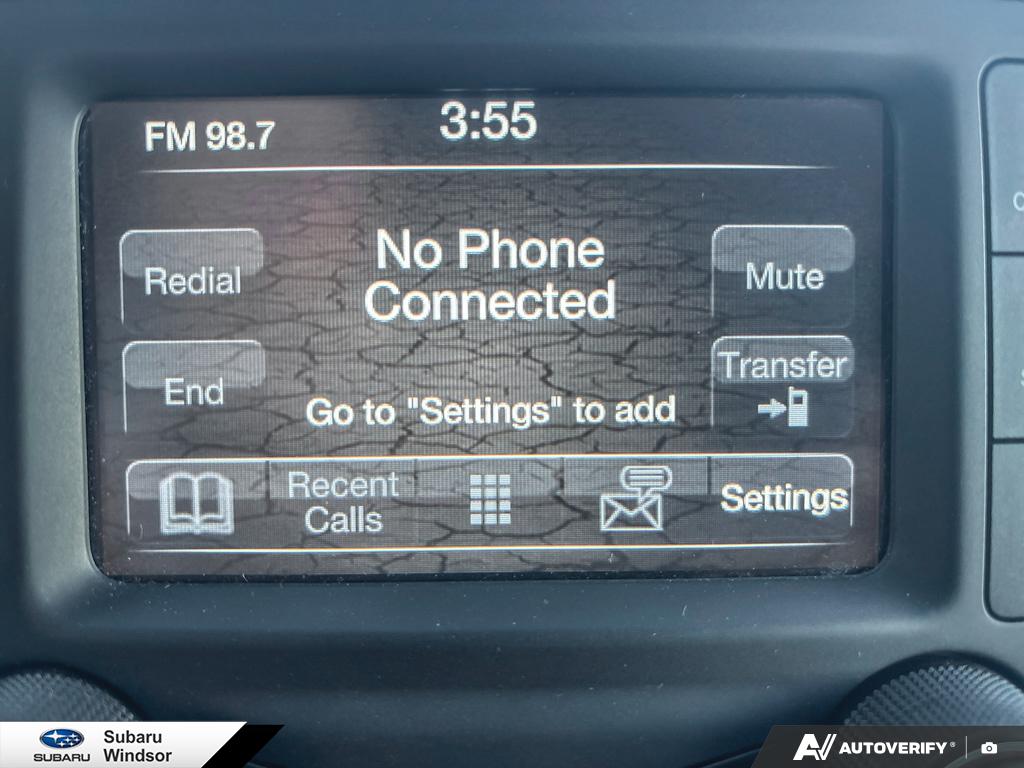 FM 98.7
3:55
Redial
No Phone
Connected
Mute
End
Transfer
Go to "Settings" to add
Recent
Calls
Settings
SUBARU
Subaru
Windsor
AV AUTOVERIFY®